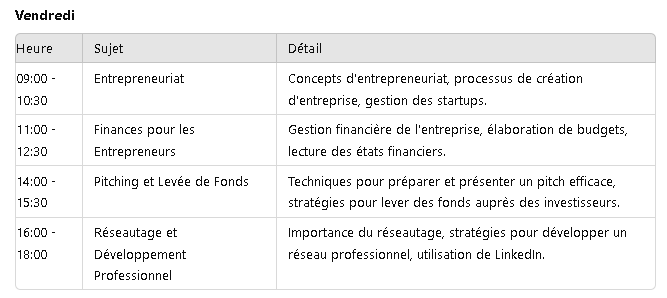 Vendredi
Heure Sujet Détail
09:00 - Entrepreneuriat Concepts d'entrepreneuriat, processus de création
10:30 d'entreprise, gestion des startups.
11:00 - Finances pour les Gestion financière de l'entreprise, élaboration de budgets,
12:30 Entrepreneurs lecture des états financiers.
14:00 - Pitching et Levée de Fonds Techniques pour préparer et présenter un pitch efficace,
15:30 stratégies pour lever des fonds auprès des investisseurs.
16:00 - Réseautage et Importance du réseautage, stratégies pour développer un
18:00 Développement réseau professionnel, utilisation de LinkedIn.
Professionnel